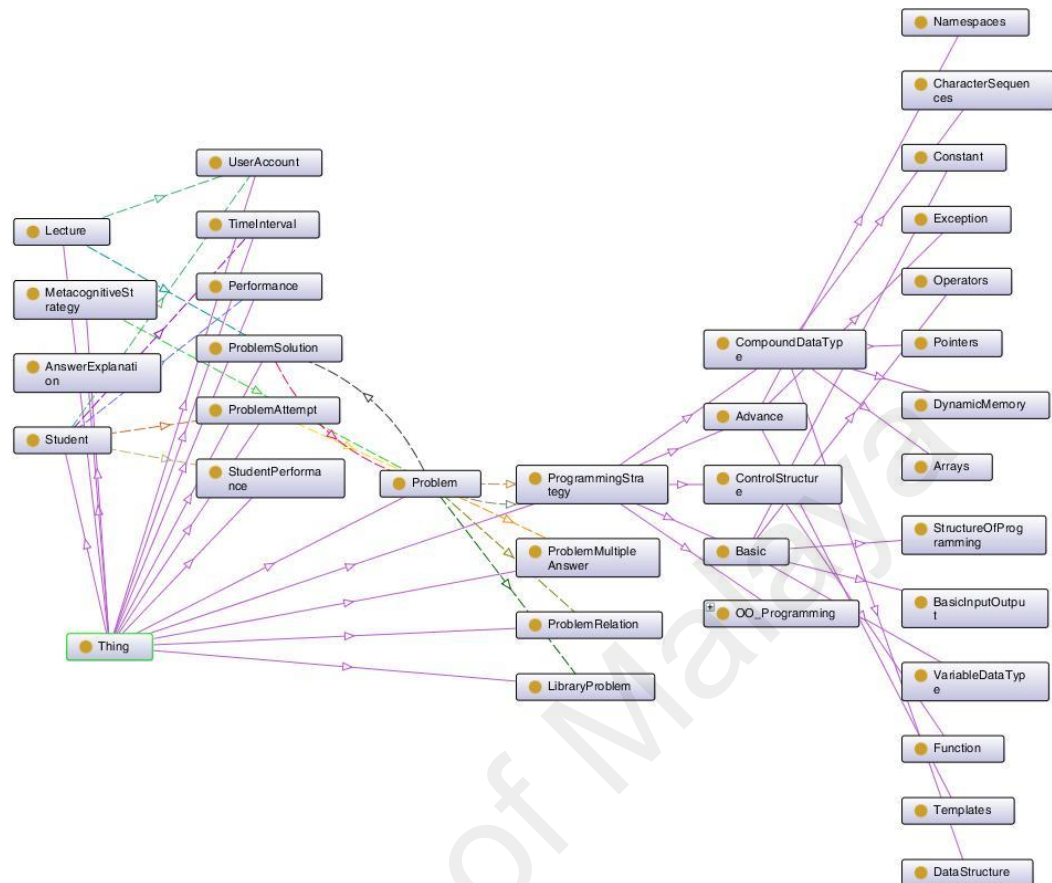 Namespaces
CharacterSequen
ces
Constant
UserAccount
Exception
Lecture
TimeInterval
Operators
MetacognitiveSt
rategy
Performance
Pointers
ProblemSolution
CompoundDataTyp
e
AnswerExplanati
on
DynamicMemory
ProblemAttempt
Advance
Student
Arrays
StudentPerforma
nce
Problem
ProgrammingStra
tegy
ControlStructur
e
StructureOfProg
ramming
ProblemMultiple
Answer
Basic
BasicInputOutpu
t
OO_Programming
ProblemRelation
Thing
VariableDataTyp
e
LibraryProblem
Function
Templates
DataStructure
of Malaya